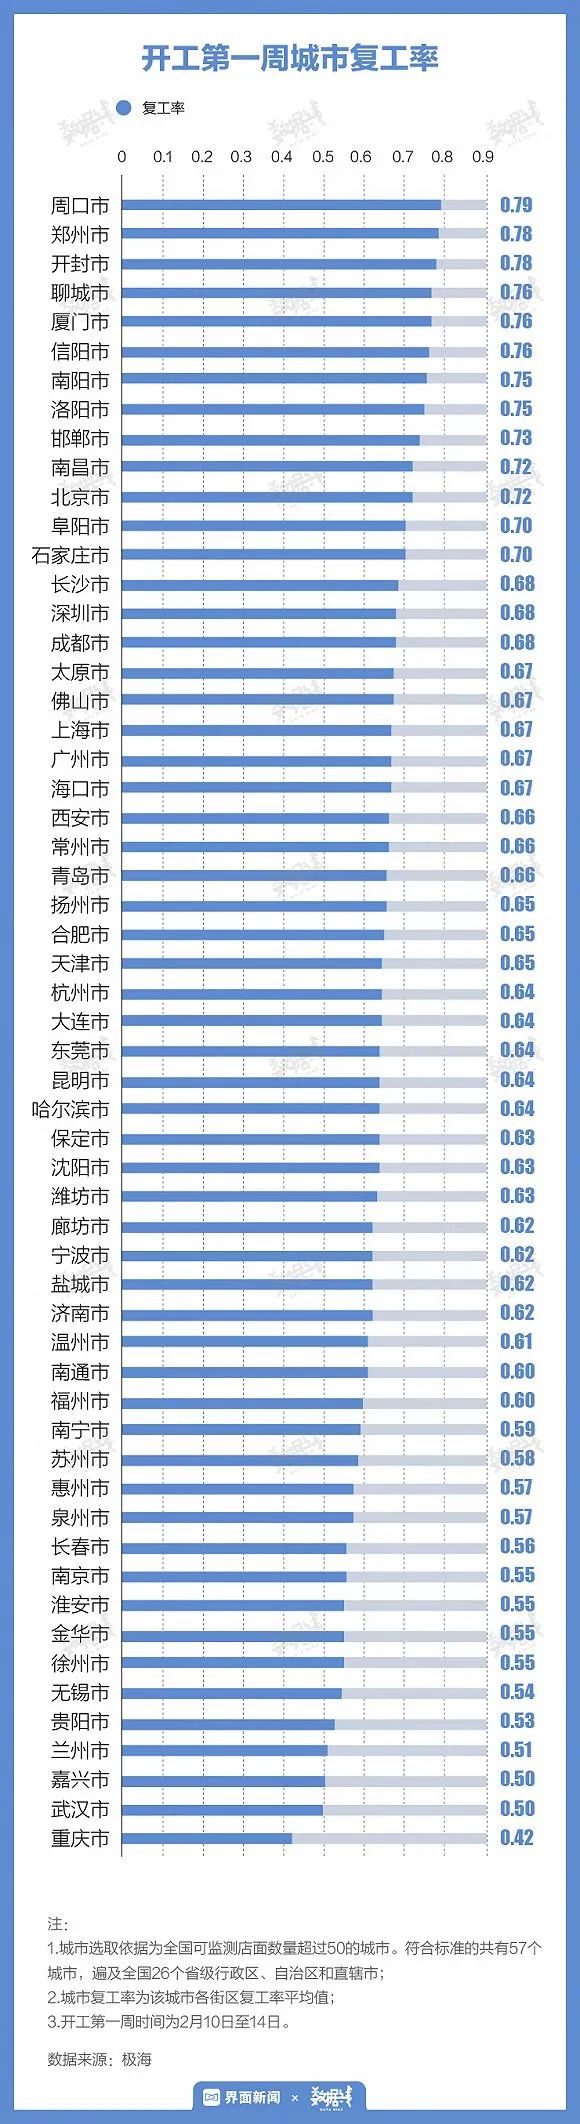 开工第一周城市复工率
复工率
0 0.1 0.2 0.3 0.4 0.5 0.6 0.7 0.8 0.9
周口市 0.79
郑州市 0.78
开封市 0.78
聊城市 0.76
厦门市 0.76
信阳市 0.76
南阳市 0.75
洛阳市 0.75
邯郸市 0.73
南昌市 0.72
北京市 0.72
阜阳市 0.70
石家庄市 0.70
长沙市 0.68
深圳市 0.68
成都市 0.68
太原市 0.67
佛山市 0.67
上海市 0.67
广州市 0.67
海口市 0.67
西安市 0.66
常州市 0.66
青岛市 0.66
扬州市 0.65
合肥市 0.65
天津市 0.65
杭州市 0.64
大连市 0.64
东莞市 0.64
昆明市 0.64
哈尔滨市 0.64
保定市 0.63
沈阳市 0.63
潍坊市 0.63
廊坊市 0.62
宁波市 0.62
盐城市 0.62
济南市 0.62
温州市 0.61
南通市 0.60
福州市 0.60
南宁市 0.59
苏州市 0.58
惠州市 0.57
泉州市 0.57
长春市 0.56
南京市 0.55
淮安市 0.55
金华市 0.55
徐州市 0.55
无锡市 0.54
贵阳市 0.53
兰州市 0.51
嘉兴市 0.50
武汉市 0.50
重庆市 0.42
注：
1.城市选取依据为全国可监测店面数量超过50的城市。符合标准的共有57个
城市，遍及全国26个省级行政区、自治区和直辖市；
2.城市复工率为该城市各街区复工率平均值；
3.开工第一周时间为2月10日至14日。
数据来源：极海
界面新闻 × 数据斗